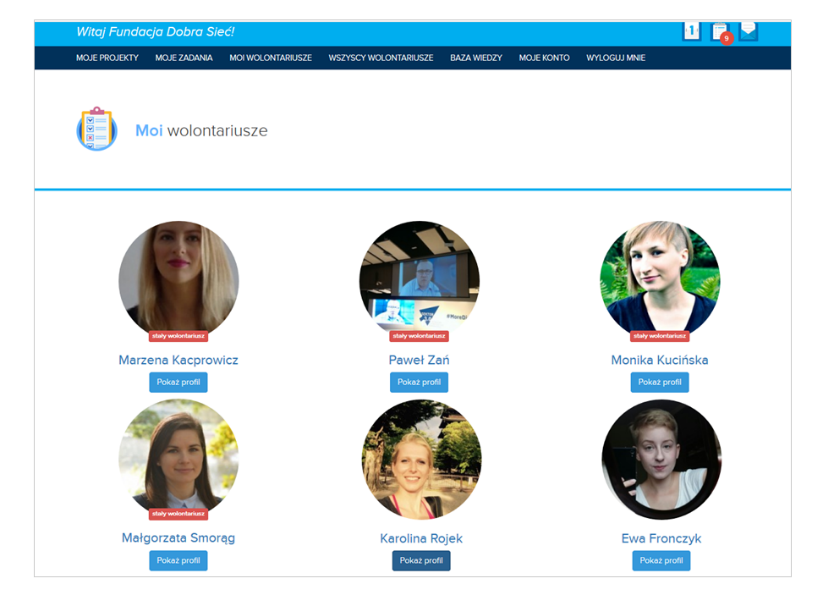 Witaj Fundacja Dobra Sieć!
1
9
MOJE PROJEKTY MOJE ZADANIA MOI WOLONTARIUSZE WSZYSCY WOLONTARIUSZE BAZA WIEDZY MOJE KONTO WYLOGUJ MNIE
Moi wolontariusze
stały wolontariusz stały wolontariusz stały wolontariusz
Marzena Kacprowicz Paweł Zań Monika Kucińska
Pokaż profil Pokaż profil Pokaż profil
stały wolontariusz
Małgorzata Smorąg Karolina Rojek Ewa Fronczyk
Pokaż profil Pokaż profil Pokaż profil